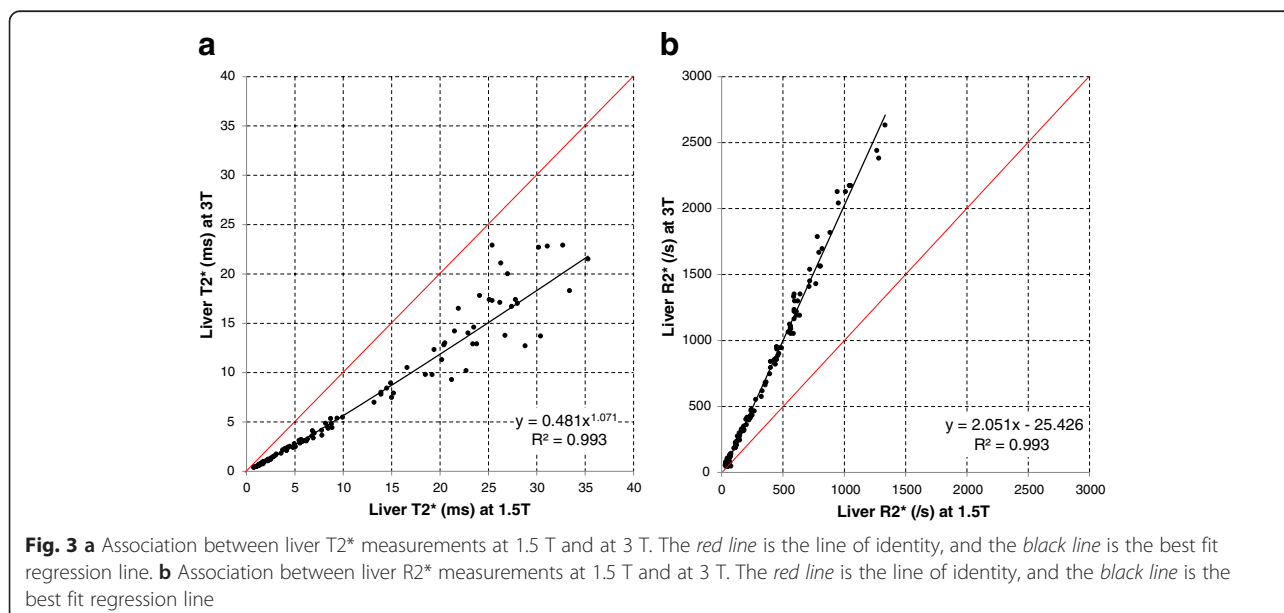 a
b
40
35
30
25
20
15
10
5
0
Liver T2* (ms) at 3T
y = 0.481x^1.071
R² = 0.993
0 5 10 15 20 25 30 35 40
Liver T2* (ms) at 1.5T
3000
2500
2000
1500
1000
500
0
Liver R2* (/s) at 3T
y = 2.051x - 25.426
R² = 0.993
0 500 1000 1500 2000 2500 3000
Liver R2* (/s) at 1.5T
Fig. 3 a Association between liver T2* measurements at 1.5 T and at 3 T. The red line is the line of identity, and the black line is the best fit
regression line. b Association between liver R2* measurements at 1.5 T and at 3 T. The red line is the line of identity, and the black line is the
best fit regression line